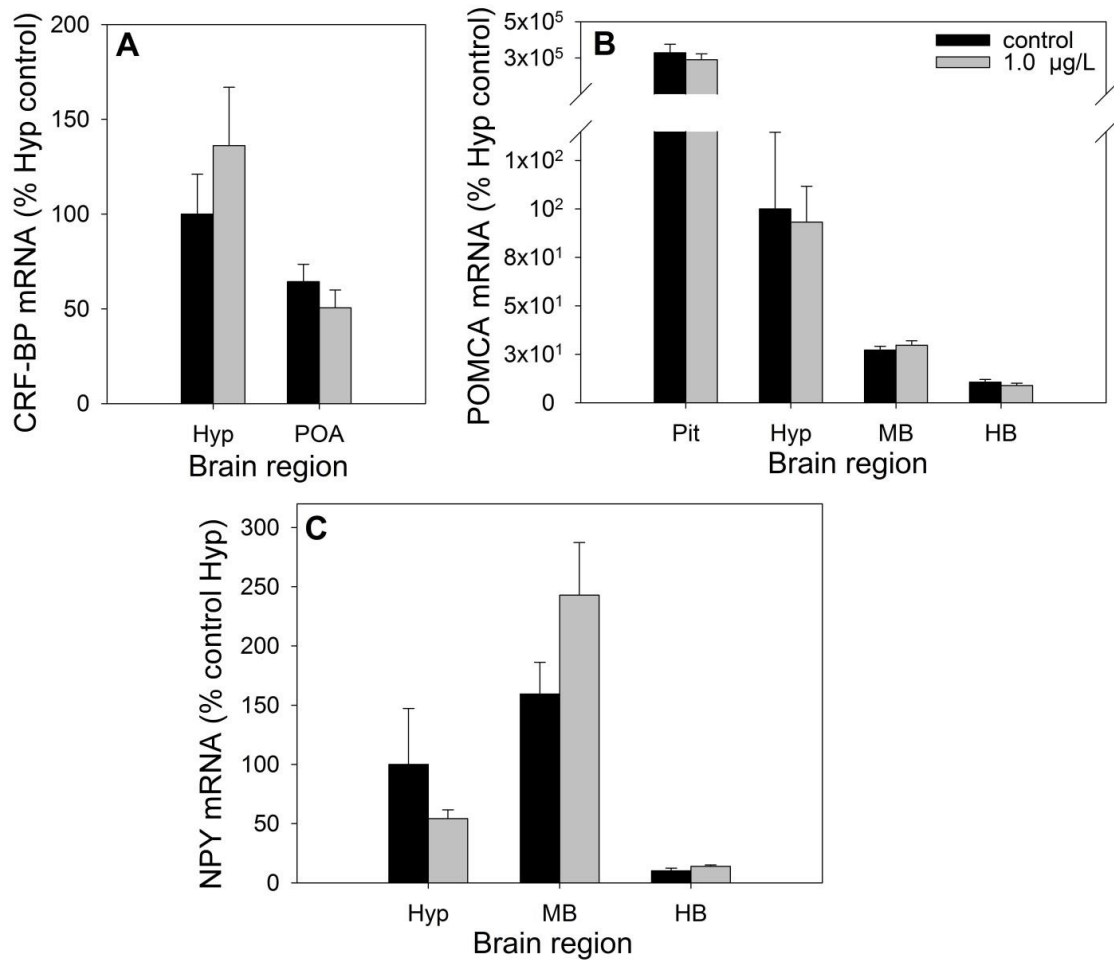 A
CRF-BP mRNA (% Hyp control)
200
150
100
50
0
Hyp POA
Brain region
B
POMCA mRNA (% Hyp control)
5x10⁵
3x10⁵
1x10²
10²
8x10¹
5x10¹
3x10¹
0
control
1.0 µg/L
Pit Hyp MB HB
Brain region
C
NPY mRNA (% control Hyp)
300
250
200
150
100
50
0
Hyp MB HB
Brain region